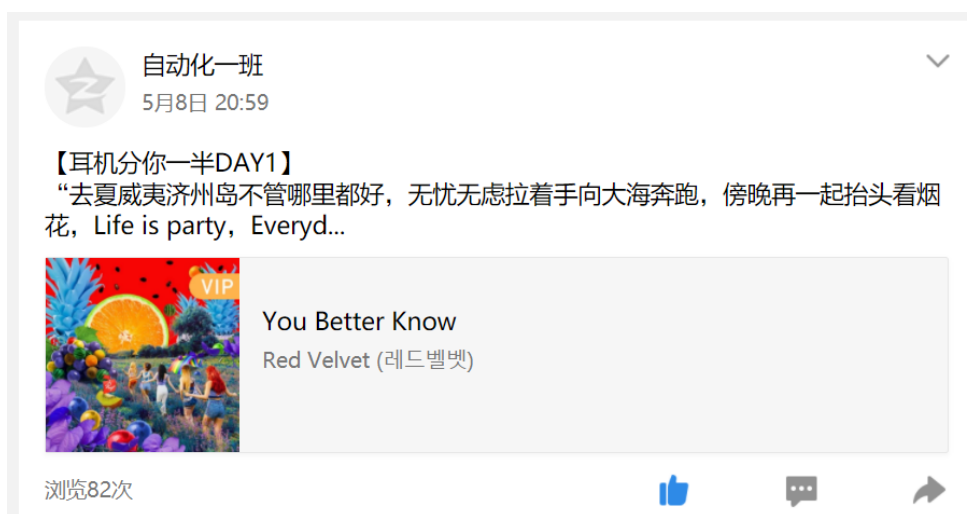 自动化一班
5月8日 20:59
【耳机分你一半DAY1】
“去夏威夷济州岛不管哪里都好，无忧无虑拉着手向大海奔跑，傍晚再一起抬头看烟
花，Life is party，Everyd...
VIP
You Better Know
Red Velvet (레드벨벳)
浏览82次